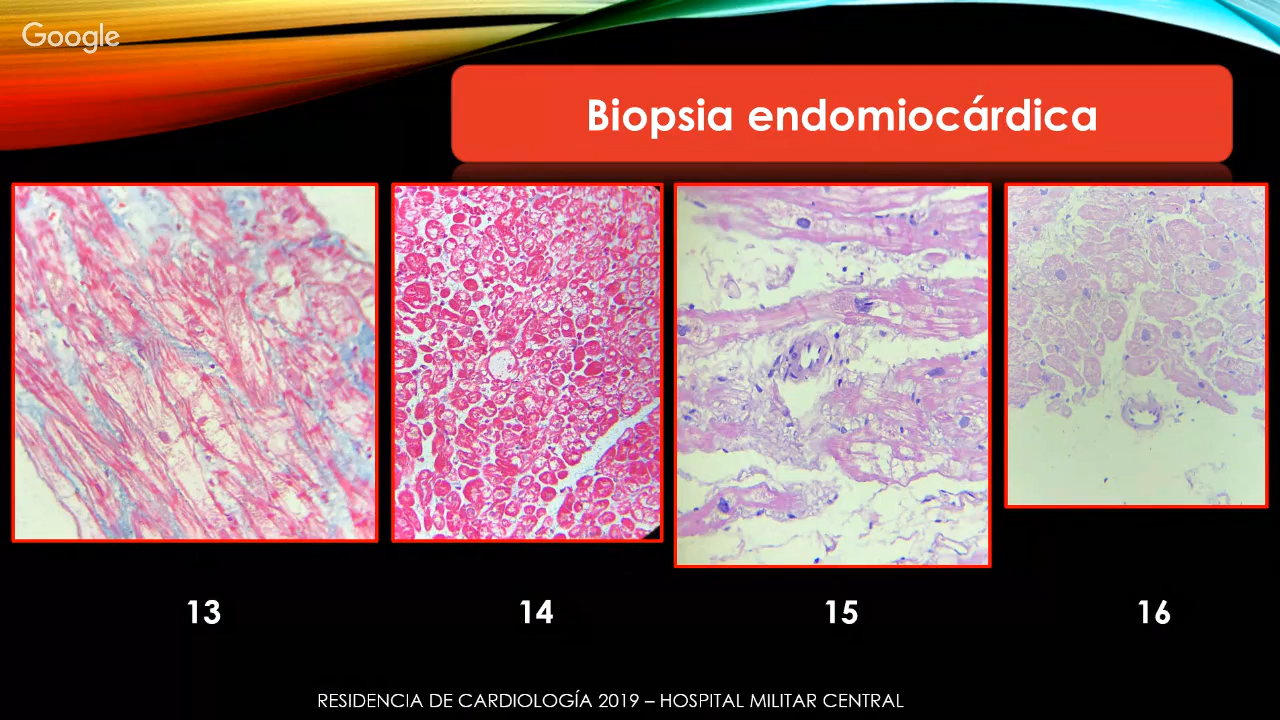 Google
Biopsia endomiocárdica
13
14
15
16
RESIDENCIA DE CARDIOLOGÍA 2019 – HOSPITAL MILITAR CENTRAL